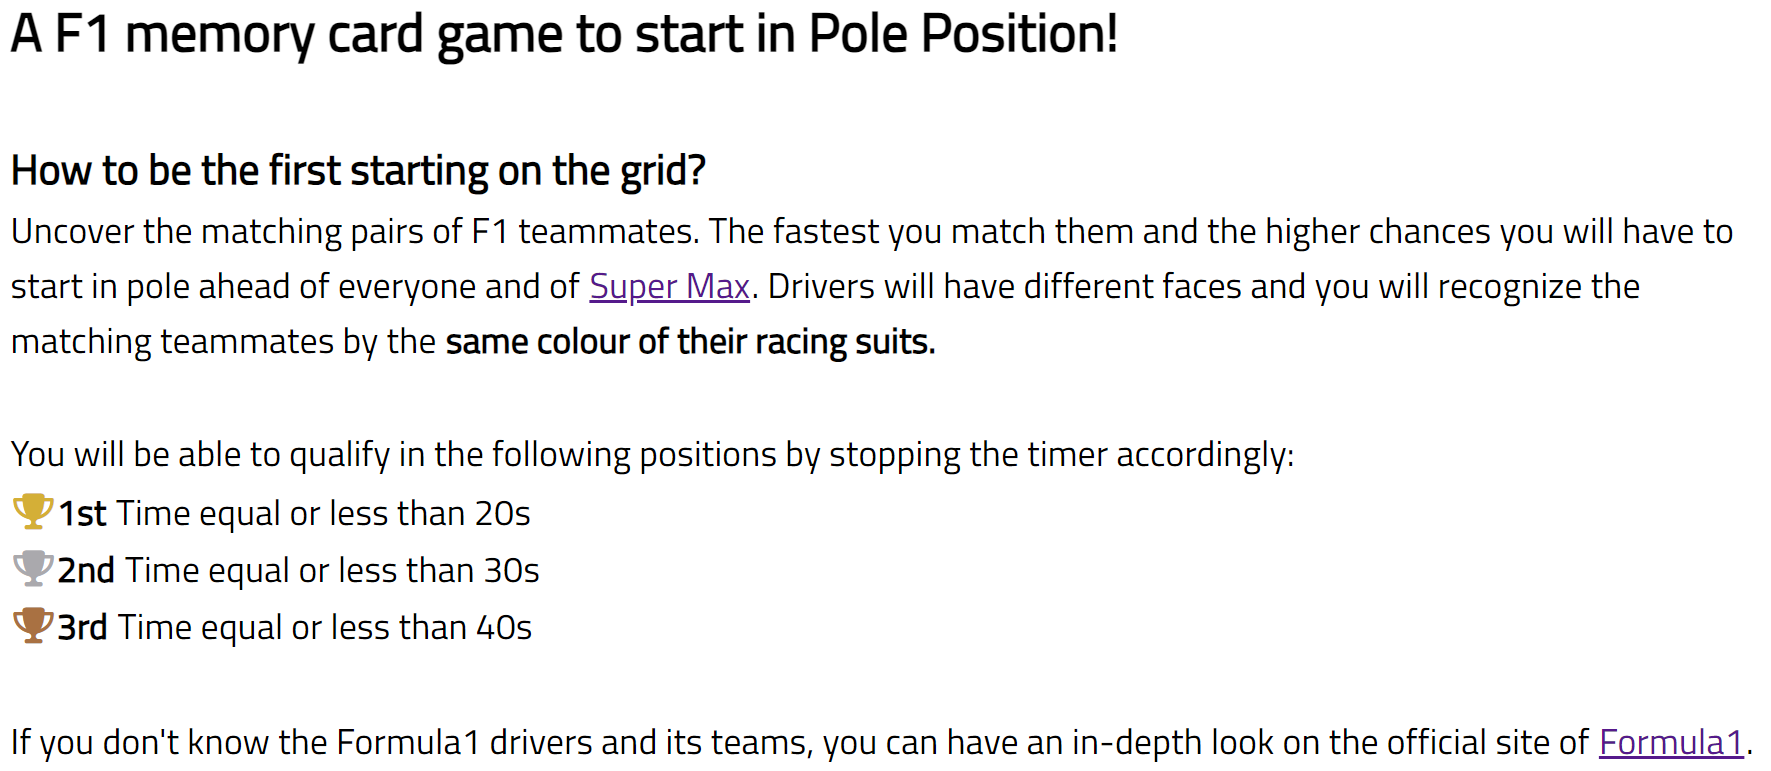 A F1 memory card game to start in Pole Position!
How to be the first starting on the grid?
Uncover the matching pairs of F1 teammates. The fastest you match them and the higher chances you will have to
start in pole ahead of everyone and of Super Max. Drivers will have different faces and you will recognize the
matching teammates by the same colour of their racing suits.
You will be able to qualify in the following positions by stopping the timer accordingly:
1st Time equal or less than 20s
2nd Time equal or less than 30s
3rd Time equal or less than 40s
If you don't know the Formula1 drivers and its teams, you can have an in-depth look on the official site of Formula1.